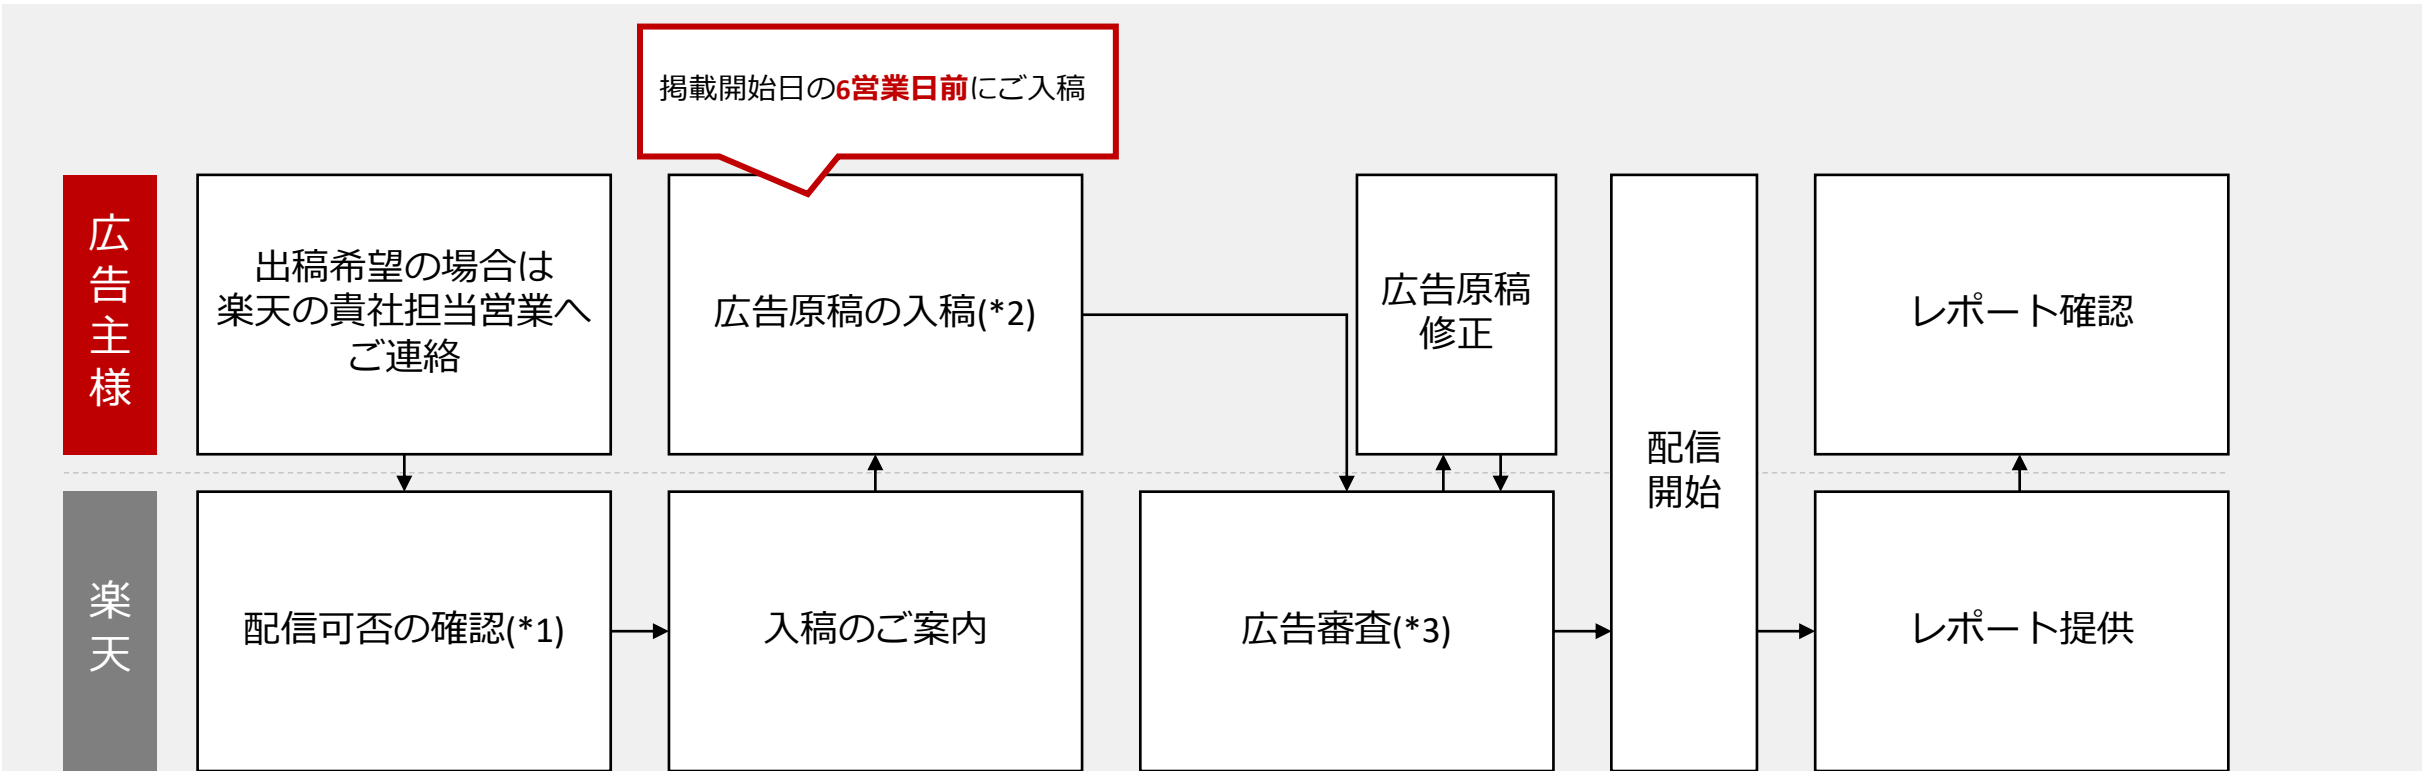 掲載開始日の6営業日前にご入稿
広告主様
出稿希望の場合は
楽天の貴社担当営業へ
ご連絡
広告原稿の入稿(*2)
広告原稿
修正
配信
開始
レポート確認
楽天
配信可否の確認(*1)
入稿のご案内
広告審査(*3)
レポート提供